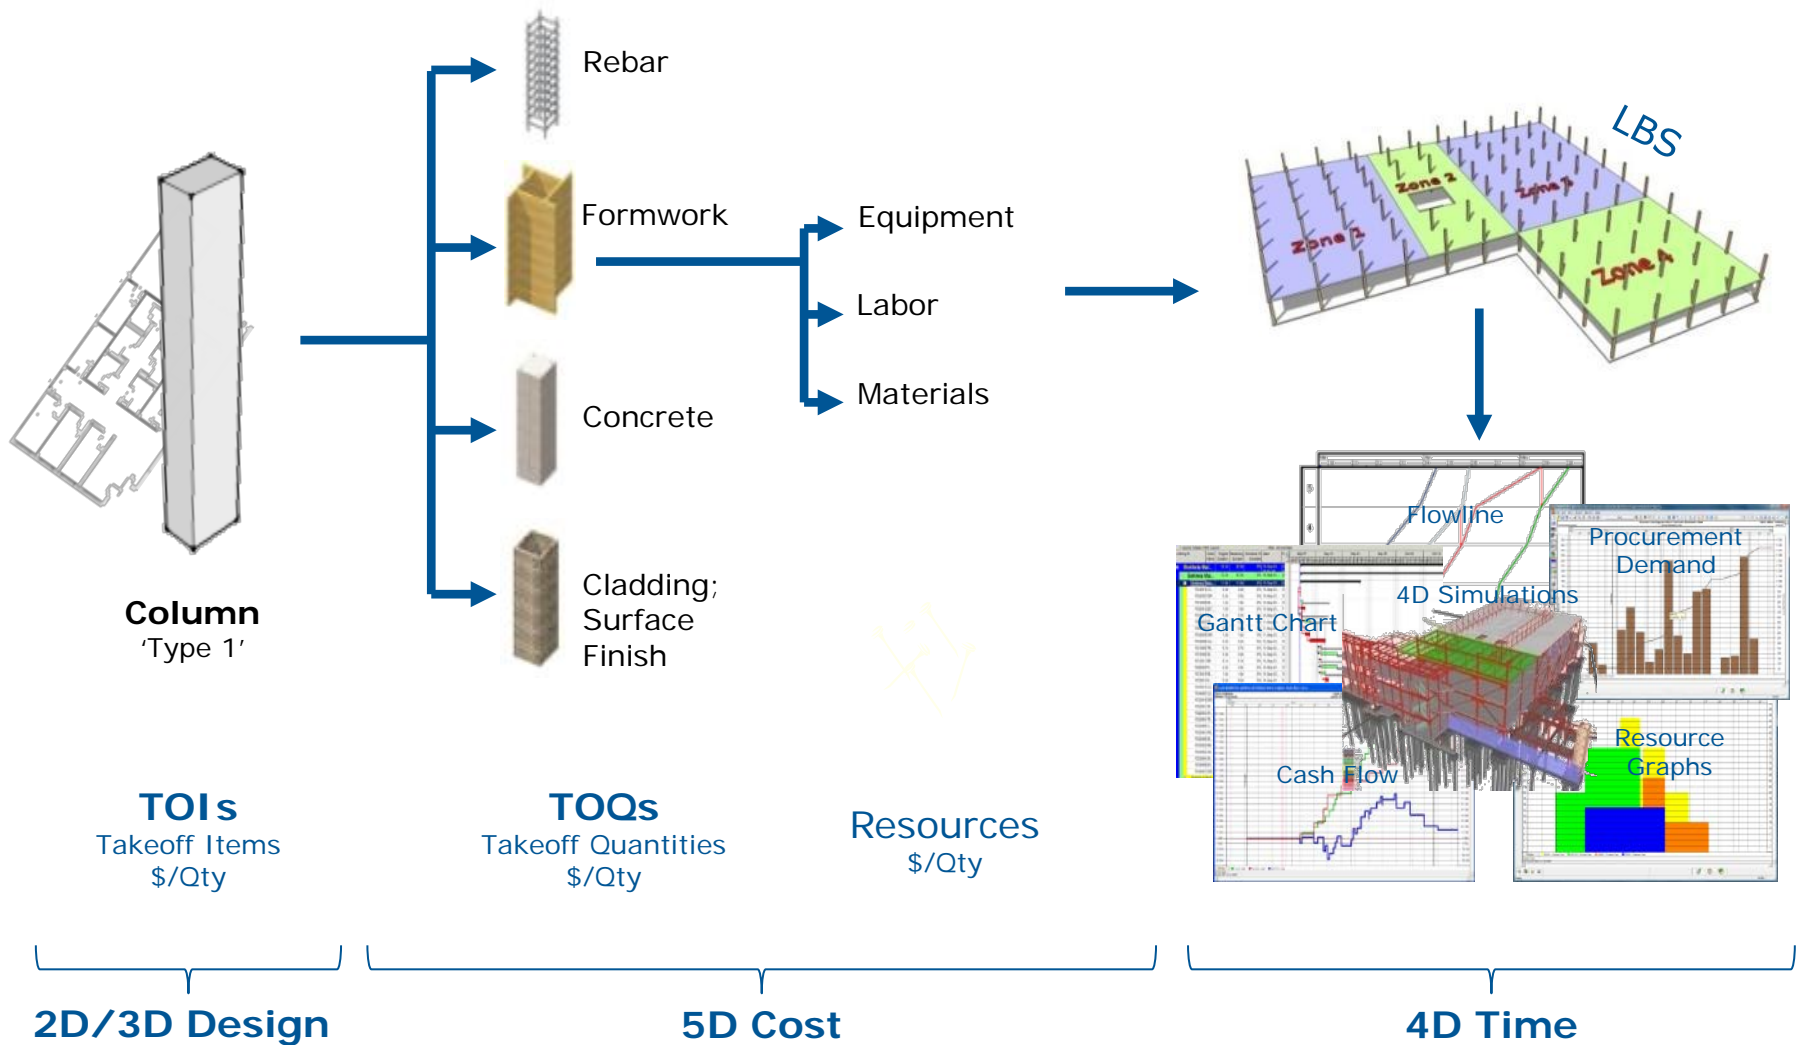 Rebar
Formwork
Concrete
Cladding;
Surface
Finish
Column
'Type 1'
Equipment
Labor
Materials
LBS
Zone 1
Zone 2
Zone 3
Zone 4
Flowline
Procurement
Demand
4D Simulations
Gantt Chart
Cash Flow
Resource
Graphs
TOIs
Takeoff Items
$/Qty
TOQs
Takeoff Quantities
$/Qty
Resources
$/Qty
2D/3D Design
5D Cost
4D Time